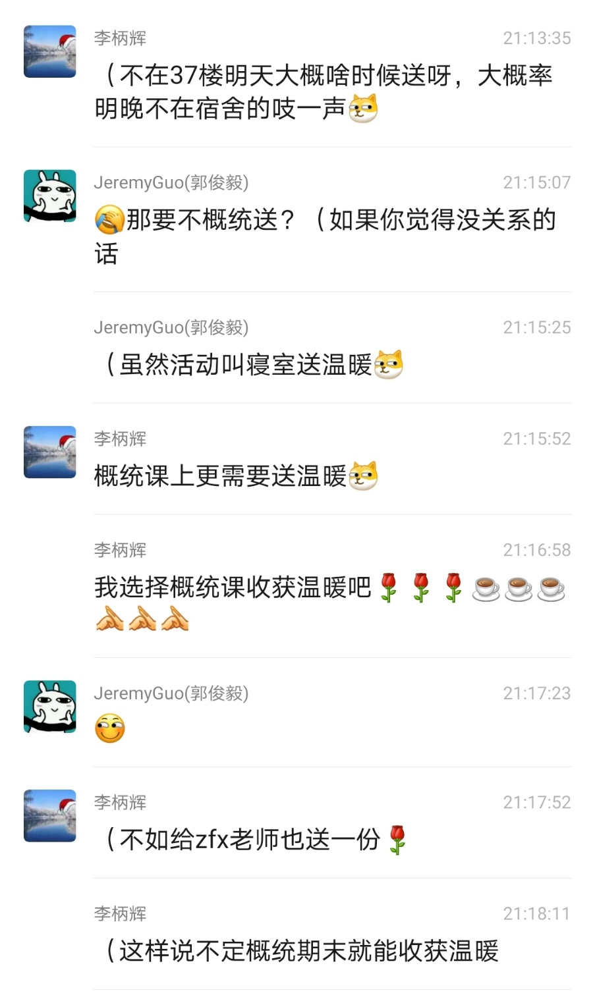 李柄辉 21:13:35
（不在37楼明天大概啥时候送呀，大概率
明晚不在宿舍的吱一声
JeremyGuo(郭俊毅) 21:15:07
那要不概统送？（如果你觉得没关系的
话
JeremyGuo(郭俊毅) 21:15:25
（虽然活动叫寝室送温暖
李柄辉 21:15:52
概统课上更需要送温暖
李柄辉 21:16:58
我选择概统课收获温暖吧
JeremyGuo(郭俊毅) 21:17:23
李柄辉 21:17:52
（不如给zfx老师也送一份
李柄辉 21:18:11
（这样说不定概统期末就能收获温暖